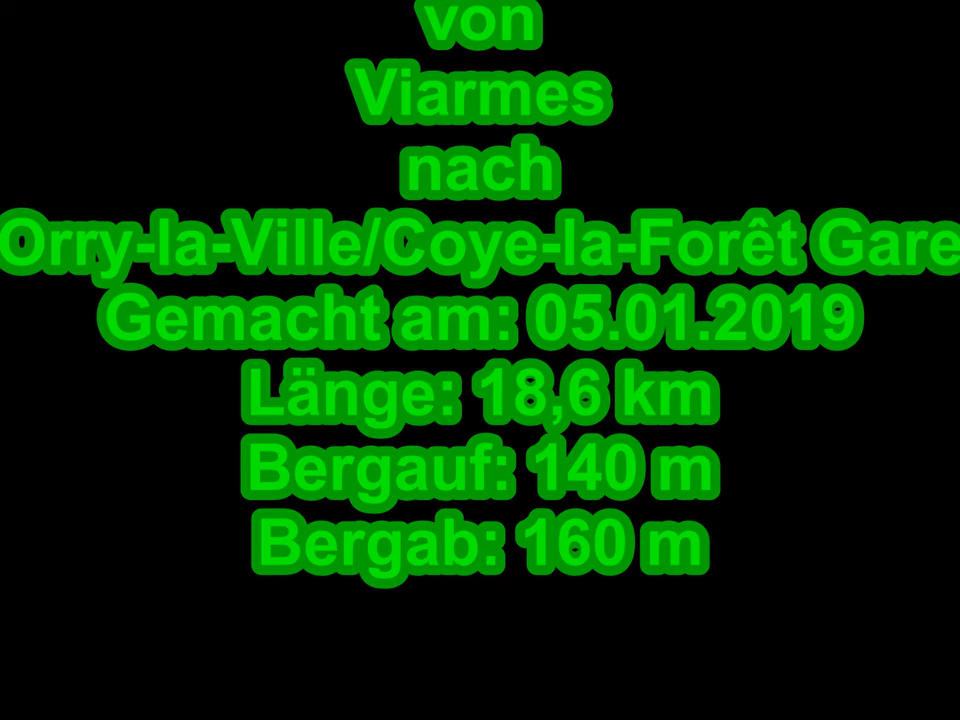 von
Viarmes
nach
Orry-la-Ville/Coye-la-Forêt Gare
Gemacht am: 05.01.2019
Länge: 18,6 km
Bergauf: 140 m
Bergab: 160 m